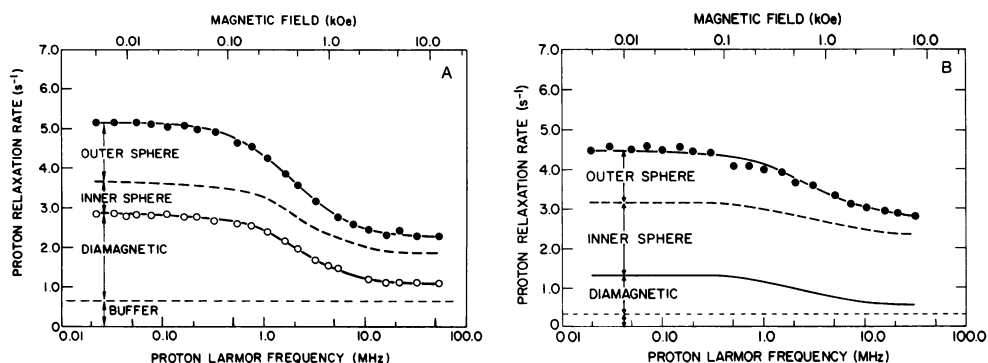 MAGNETIC FIELD (kOe)
0.01 0.10 1.0 10.0
A
7.0
6.0
5.0
4.0
3.0
2.0
1.0
0
PROTON RELAXATION RATE (s⁻¹)
OUTER SPHERE
INNER SPHERE
DIAMAGNETIC
BUFFER
0.01 0.10 1.0 10.0 100.0
PROTON LARMOR FREQUENCY (MHz)
MAGNETIC FIELD (kOe)
0.01 0.1 1.0 10.0
B
7.0
6.0
5.0
4.0
3.0
2.0
1.0
0
PROTON RELAXATION RATE (s⁻¹)
OUTER SPHERE
INNER SPHERE
DIAMAGNETIC
0.01 0.10 1.0 10.0 100.0
PROTON LARMOR FREQUENCY (MHz)